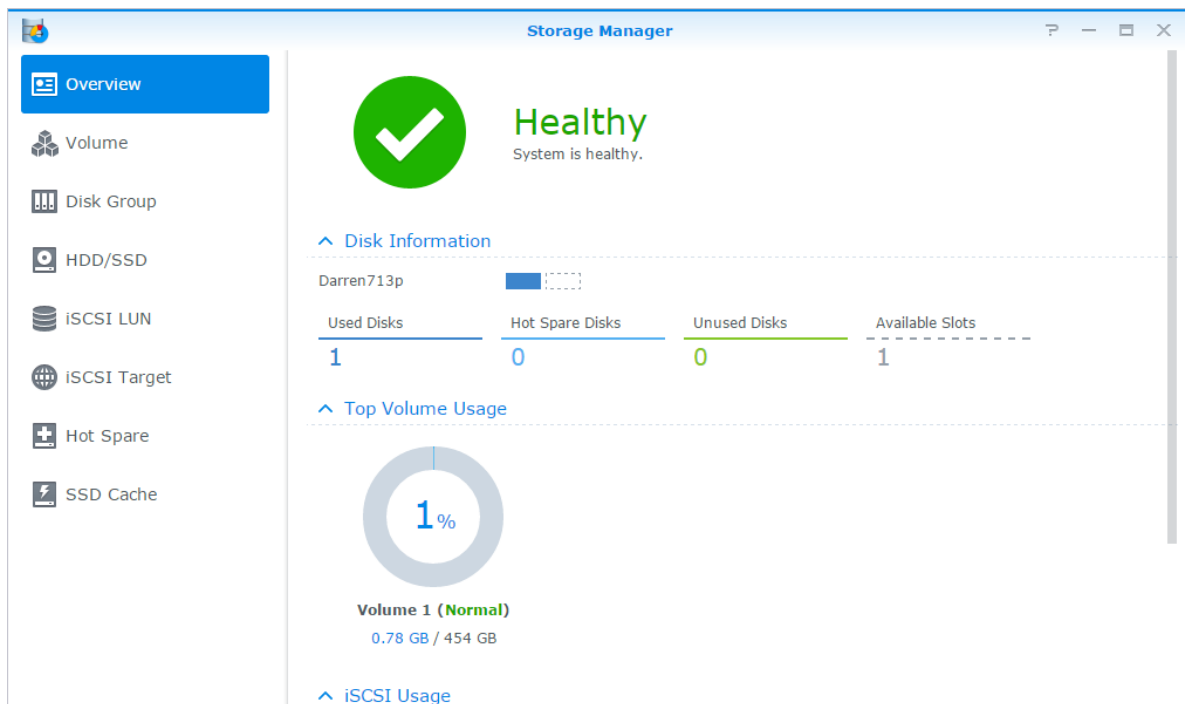 Storage Manager
Overview
Volume
Disk Group
HDD/SSD
iSCSI LUN
iSCSI Target
Hot Spare
SSD Cache
Healthy
System is healthy.
Disk Information
Darren713p
Used Disks Hot Spare Disks Unused Disks Available Slots
1 0 0 1
Top Volume Usage
1%
Volume 1 (Normal)
0.78 GB / 454 GB
iSCSI Usage